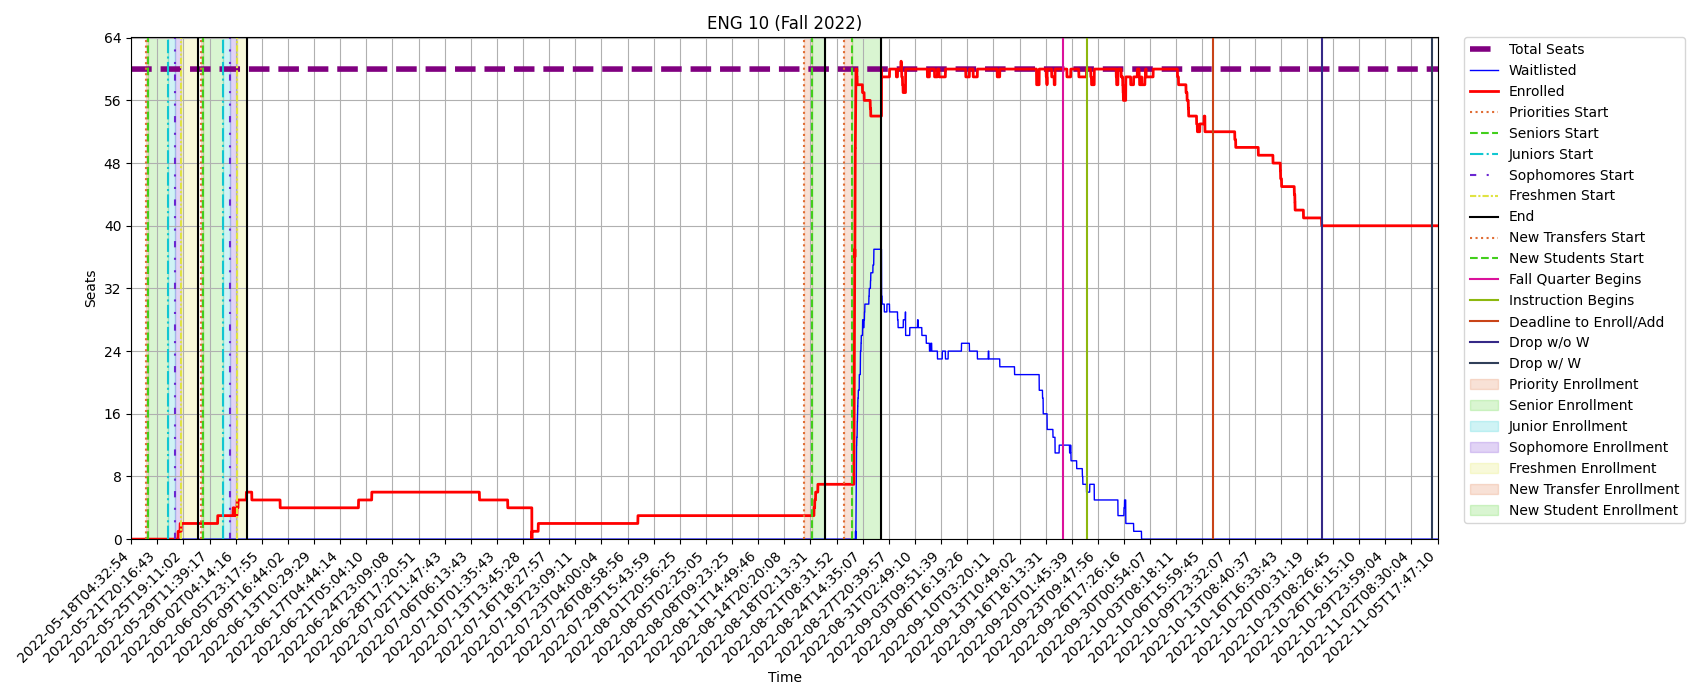 ENG 10 (Fall 2022)
Seats
64
56
48
40
32
24
16
8
0
2022-05-18T04:32:54
2022-05-21T20:16:43
2022-05-25T19:11:02
2022-05-29T11:39:17
2022-06-02T04:14:16
2022-06-05T23:17:55
2022-06-09T16:44:02
2022-06-13T10:29:29
2022-06-17T04:44:14
2022-06-21T05:04:10
2022-06-24T23:09:08
2022-06-28T17:20:51
2022-07-02T11:47:43
2022-07-06T06:13:43
2022-07-10T01:35:43
2022-07-13T13:45:28
2022-07-16T18:27:57
2022-07-19T23:09:11
2022-07-23T04:00:04
2022-07-26T08:58:56
2022-07-29T15:43:59
2022-08-01T20:56:25
2022-08-05T02:25:05
2022-08-08T09:23:25
2022-08-11T14:49:46
2022-08-14T20:20:08
2022-08-18T02:13:31
2022-08-21T08:31:52
2022-08-24T14:35:07
2022-08-27T20:39:57
2022-08-31T02:49:10
2022-09-03T09:51:39
2022-09-06T16:19:26
2022-09-10T03:20:11
2022-09-13T10:49:02
2022-09-16T18:13:31
2022-09-20T01:45:39
2022-09-23T09:47:56
2022-09-26T17:26:16
2022-09-30T00:54:07
2022-10-03T08:18:11
2022-10-06T15:59:45
2022-10-09T23:32:07
2022-10-13T08:40:37
2022-10-16T16:33:43
2022-10-20T00:31:19
2022-10-23T08:26:45
2022-10-26T16:15:10
2022-10-29T23:59:04
2022-11-02T08:30:04
2022-11-05T17:47:10
Time
Total Seats
Waitlisted
Enrolled
Priorities Start
Seniors Start
Juniors Start
Sophomores Start
Freshmen Start
End
New Transfers Start
New Students Start
Fall Quarter Begins
Instruction Begins
Deadline to Enroll/Add
Drop w/o W
Drop w/ W
Priority Enrollment
Senior Enrollment
Junior Enrollment
Sophomore Enrollment
Freshmen Enrollment
New Transfer Enrollment
New Student Enrollment